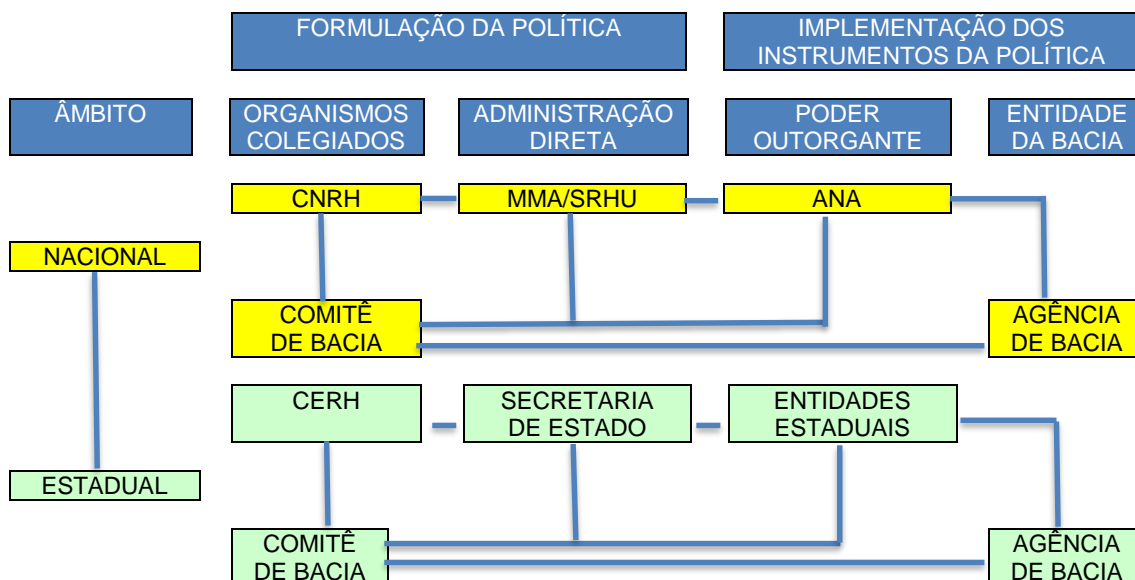 FORMULAÇÃO DA POLÍTICA
IMPLEMENTAÇÃO DOS
INSTRUMENTOS DA POLÍTICA
ÂMBITO
ORGANISMOS
COLEGIADOS
ADMINISTRAÇÃO
DIRETA
PODER
OUTORGANTE
ENTIDADE
DA BACIA
CNRH
MMA/SRHU
ANA
NACIONAL
COMITÊ
DE BACIA
AGÊNCIA
DE BACIA
CERH
SECRETARIA
DE ESTADO
ENTIDADES
ESTADUAIS
ESTADUAL
COMITÊ
DE BACIA
AGÊNCIA
DE BACIA